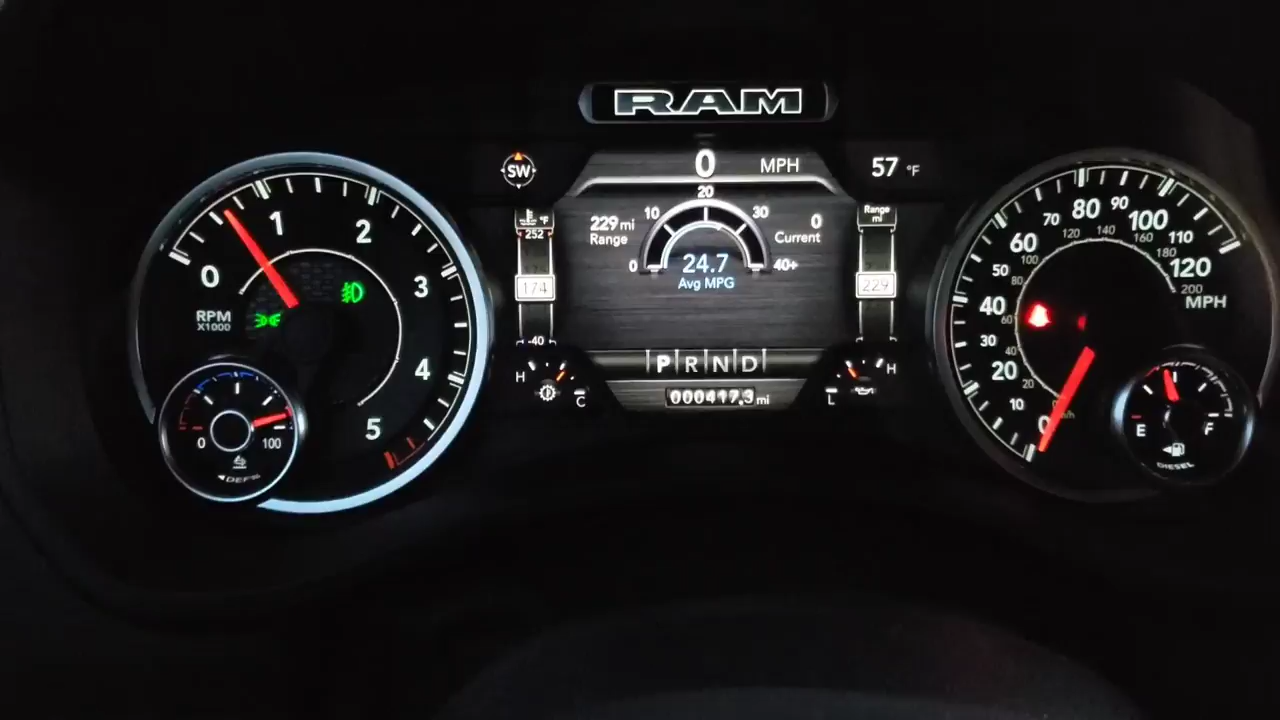 RAM
SW
0 MPH
57 °F
20
10 30
229 mi
Range
0
Current
0 40+
24.7
Avg MPG
°F
252
174
-40
Range
mi
229
P R N D
000417.3 mi
H
C
H
L
0 1 2 3 4 5
RPM
X1000
0 100
DEF
0 10 20 30 40 50 60 70 80 90 100 110 120
MPH
20 40 60 80 100 120 140 160 180 200
E F
DIESEL